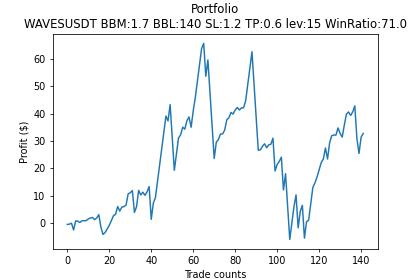 Portfolio
WAVESUSDT BBM:1.7 BBL:140 SL:1.2 TP:0.6 lev:15 WinRatio:71.0
Profit ($)
60
50
40
30
20
10
0
0 20 40 60 80 100 120 140
Trade counts